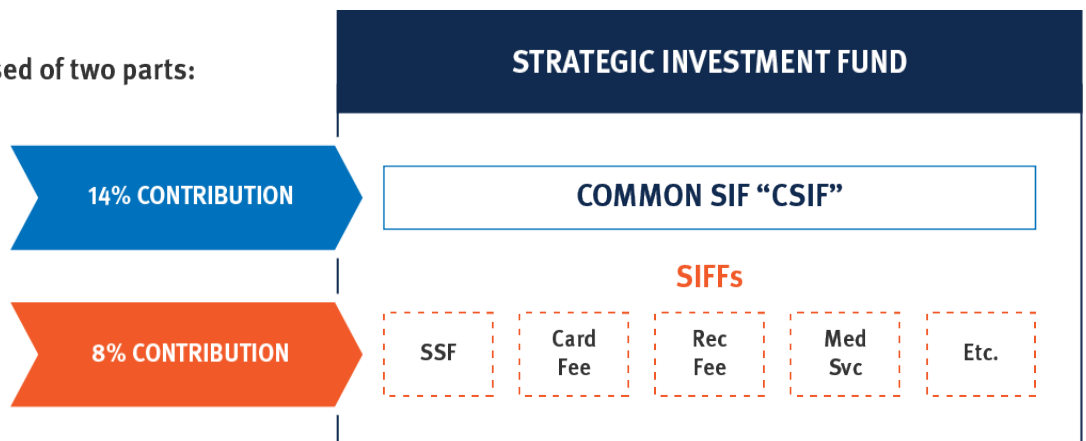 sed of two parts:
STRATEGIC INVESTMENT FUND
14% CONTRIBUTION
COMMON SIF “CSIF”
SIFFs
8% CONTRIBUTION
SSF
Card
Fee
Rec
Fee
Med
Svc
Etc.